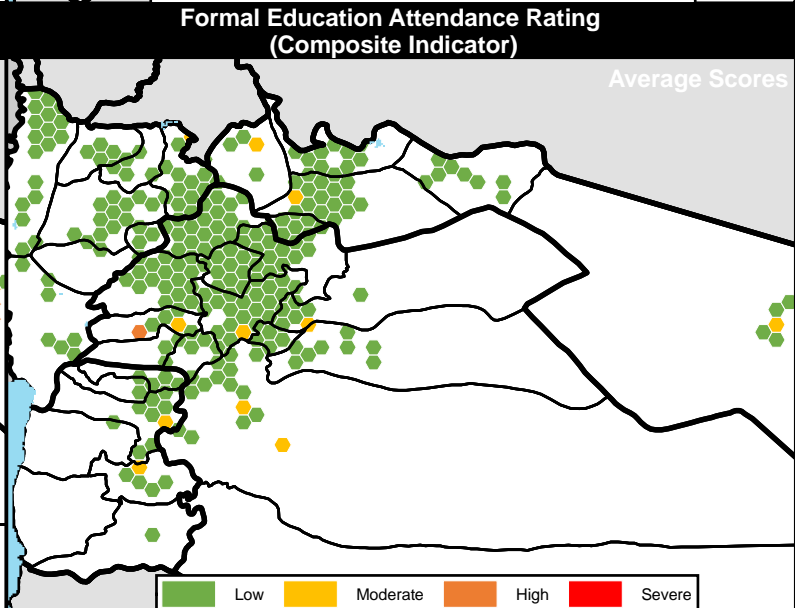 Formal Education Attendance Rating
(Composite Indicator)
Average Scores
Low Moderate High Severe